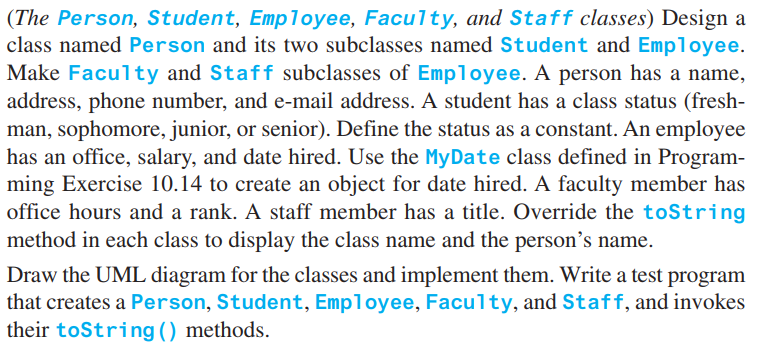 (The Person, Student, Employee, Faculty, and Staff classes) Design a
class named Person and its two subclasses named Student and Employee.
Make Faculty and Staff subclasses of Employee. A person has a name,
address, phone number, and e-mail address. A student has a class status (fresh-
man, sophomore, junior, or senior). Define the status as a constant. An employee
has an office, salary, and date hired. Use the MyDate class defined in Program-
ming Exercise 10.14 to create an object for date hired. A faculty member has
office hours and a rank. A staff member has a title. Override the toString
method in each class to display the class name and the person's name.
Draw the UML diagram for the classes and implement them. Write a test program
that creates a Person, Student, Employee, Faculty, and Staff, and invokes
their toString() methods.